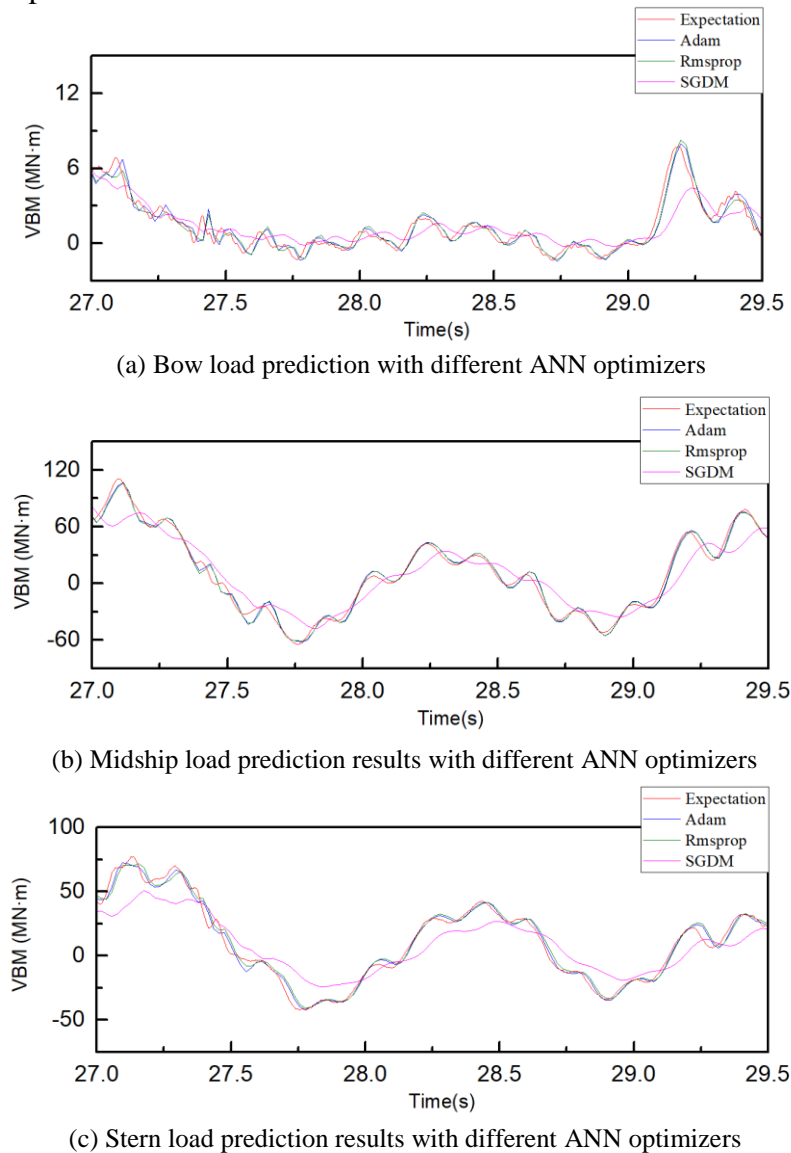 Expectation
Adam
Rmsprop
SGDM
12
6
0
VBM (MN·m)
27.0 27.5 28.0 28.5 29.0 29.5
Time(s)
(a) Bow load prediction with different ANN optimizers
Expectation
Adam
Rmsprop
SGDM
120
60
0
-60
VBM (MN·m)
27.0 27.5 28.0 28.5 29.0 29.5
Time(s)
(b) Midship load prediction results with different ANN optimizers
Expectation
Adam
Rmsprop
SGDM
100
50
0
-50
VBM (MN·m)
27.0 27.5 28.0 28.5 29.0 29.5
Time(s)
(c) Stern load prediction results with different ANN optimizers